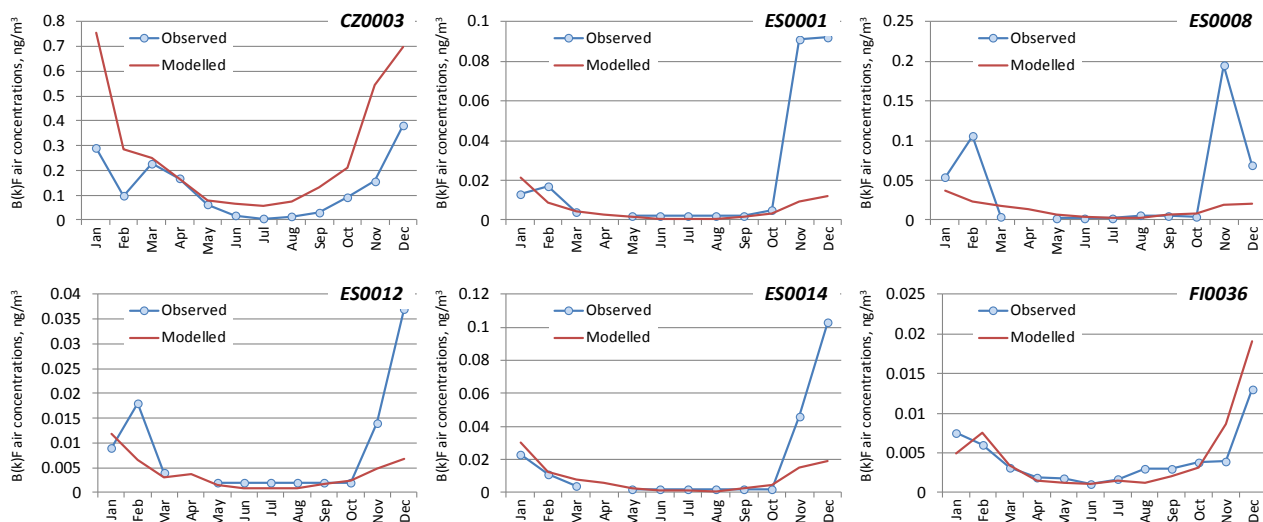 CZ0003
B(k)F air concentrations, ng/m³
0.8
0.7
0.6
0.5
0.4
0.3
0.2
0.1
0
Observed
Modelled
Jan Feb Mar Apr May Jun Jul Aug Sep Oct Nov Dec
ES0001
B(k)F air concentrations, ng/m³
0.1
0.08
0.06
0.04
0.02
0
Observed
Modelled
Jan Feb Mar Apr May Jun Jul Aug Sep Oct Nov Dec
ES0008
B(k)F air concentrations, ng/m³
0.25
0.2
0.15
0.1
0.05
0
Observed
Modelled
Jan Feb Mar Apr May Jun Jul Aug Sep Oct Nov Dec
ES0012
B(k)F air concentrations, ng/m³
0.04
0.035
0.03
0.025
0.02
0.015
0.01
0.005
0
Observed
Modelled
Jan Feb Mar Apr May Jun Jul Aug Sep Oct Nov Dec
ES0014
B(k)F air concentrations, ng/m³
0.12
0.1
0.08
0.06
0.04
0.02
0
Observed
Modelled
Jan Feb Mar Apr May Jun Jul Aug Sep Oct Nov Dec
FI0036
B(k)F air concentrations, ng/m³
0.025
0.02
0.015
0.01
0.005
0
Observed
Modelled
Jan Feb Mar Apr May Jun Jul Aug Sep Oct Nov Dec